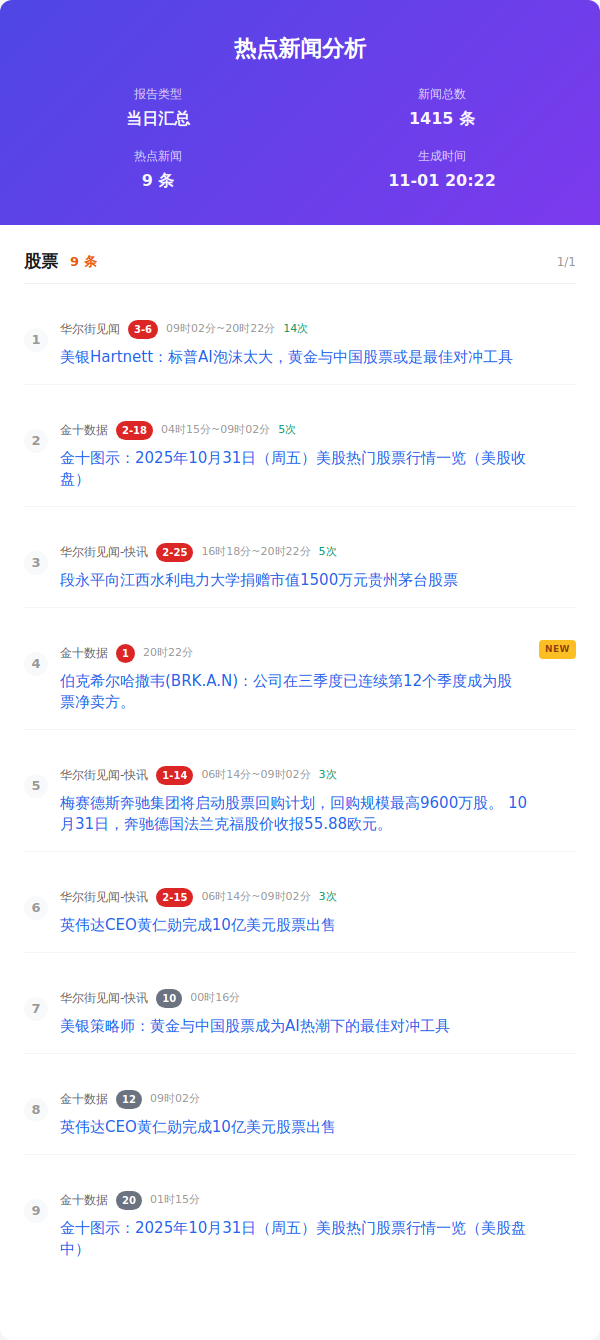 热点新闻分析
报告类型
新闻总数
当日汇总
1415 条
热点新闻
生成时间
9 条
11-01 20:22
股票 9 条 1/1
华尔街见闻 3-6 09时02分~20时22分 14次
1
美银Hartnett：标普AI泡沫太大，黄金与中国股票或是最佳对冲工具
金十数据 2-18 04时15分~09时02分 5次
2
金十图示：2025年10月31日（周五）美股热门股票行情一览（美股收
盘）
华尔街见闻-快讯 2-25 16时18分~20时22分 5次
3
段永平向江西水利电力大学捐赠市值1500万元贵州茅台股票
金十数据 1 20时22分 NEW
4
伯克希尔哈撒韦(BRK.A.N)：公司在三季度已连续第12个季度成为股
票净卖方。
华尔街见闻-快讯 1-14 06时14分~09时02分 3次
5
梅赛德斯奔驰集团将启动股票回购计划，回购规模最高9600万股。 10
月31日，奔驰德国法兰克福股价收报55.88欧元。
华尔街见闻-快讯 2-15 06时14分~09时02分 3次
6
英伟达CEO黄仁勋完成10亿美元股票出售
华尔街见闻-快讯 10 00时16分
7
美银策略师：黄金与中国股票成为AI热潮下的最佳对冲工具
金十数据 12 09时02分
8
英伟达CEO黄仁勋完成10亿美元股票出售
金十数据 20 01时15分
9
金十图示：2025年10月31日（周五）美股热门股票行情一览（美股盘
中）